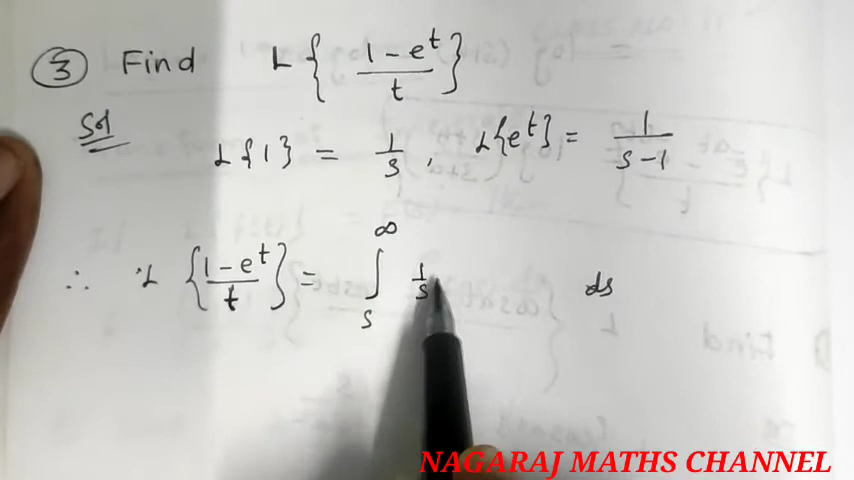 ③ Find L{(1 - e^t)/t}
Sol
L{1} = 1/s, L{e^t} = 1/(s-1)
∴ L {(1 - e^t)/t} = ∫_s^∞ 1/s ds
NAGARAJ MATHS CHANNEL